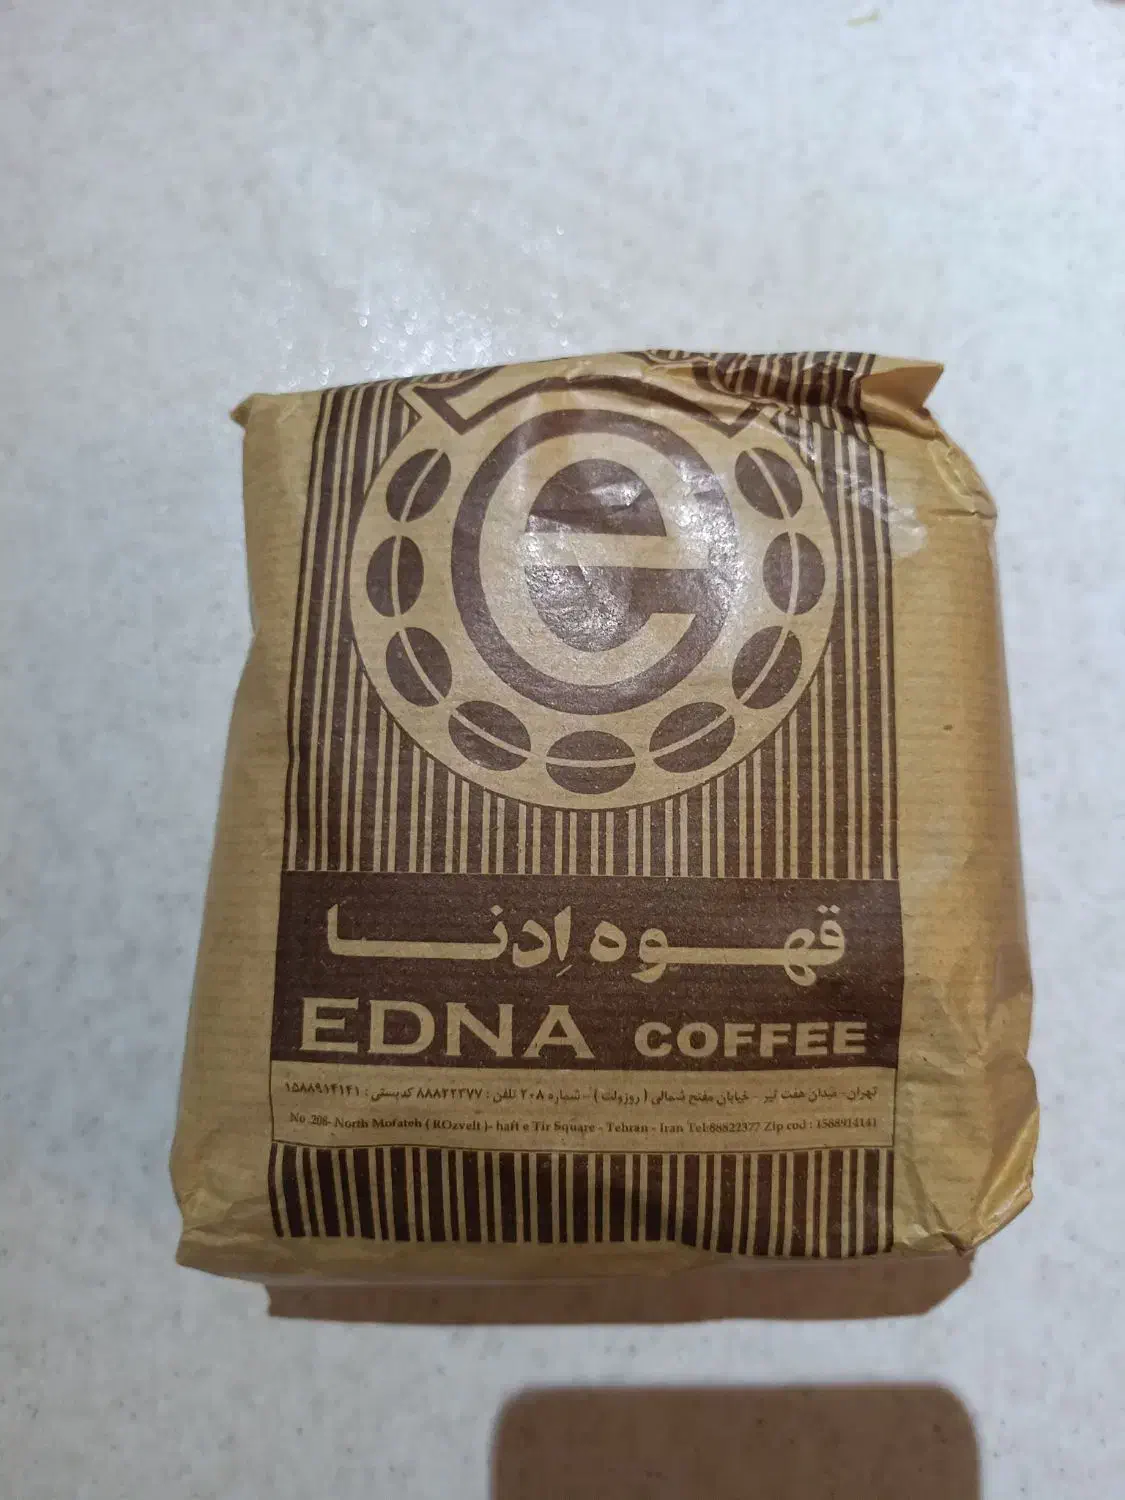 e
قهوه اِدنا
EDNA COFFEE
تهران - میدان هفت تیر - خیابان مفتح شمالی ( روزولت ) - شماره ۲۰۸ تلفن : ۸۸۸۲۲۳۷۷ کدپستی : ۱۵۸۸۹۱۴۱۴۱
No .208- North Mofateh ( ROzvelt )- haft e Tir Square - Tehran - Iran Tel:88822377 Zip cod : 1588914141